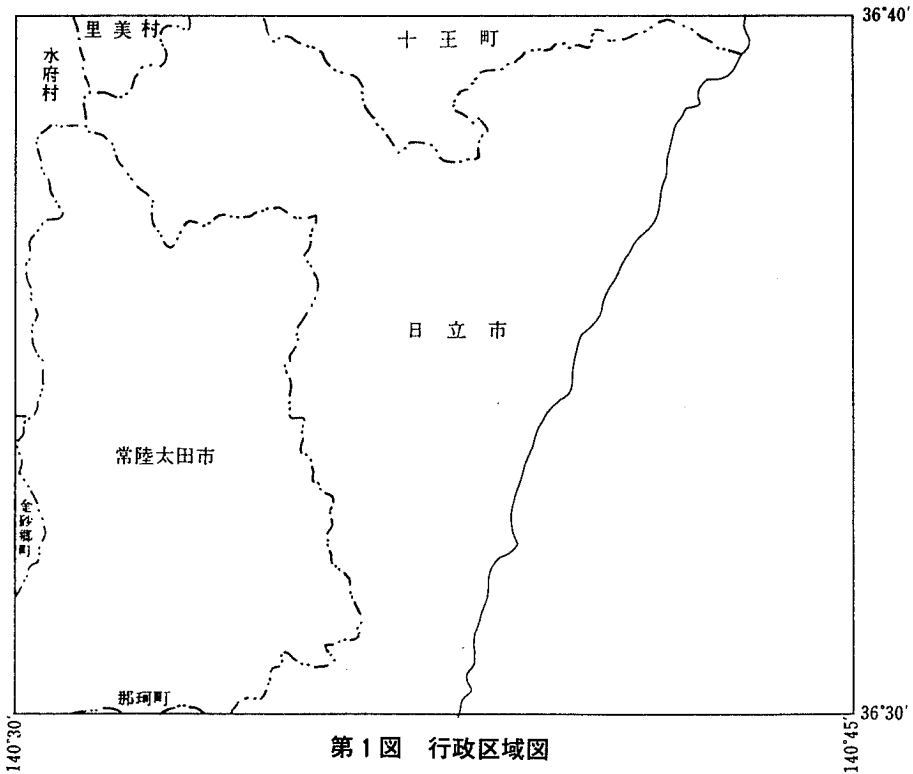 36°40′
里美村
十王町
水府村
日立市
常陸太田市
金砂郷町
那珂町
36°30′
140°30′
140°45′
第1図 行政区域図